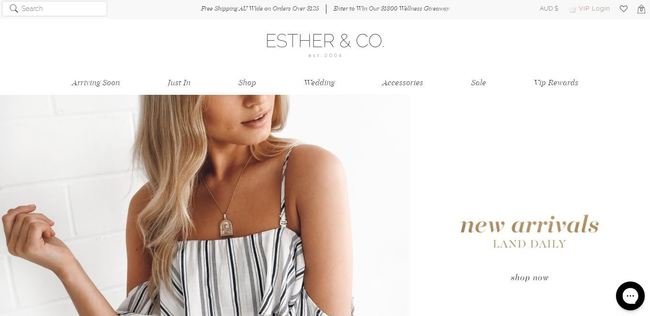 Search
Free Shipping AU Wide on Orders Over $125 | Enter to Win Our $1800 Wellness Giveaway
AUD $
VIP Login
0
ESTHER & CO.
est 2004
Arriving Soon
Just In
Shop
Wedding
Accessories
Sale
Vip Rewards
new arrivals
LAND DAILY
shop now